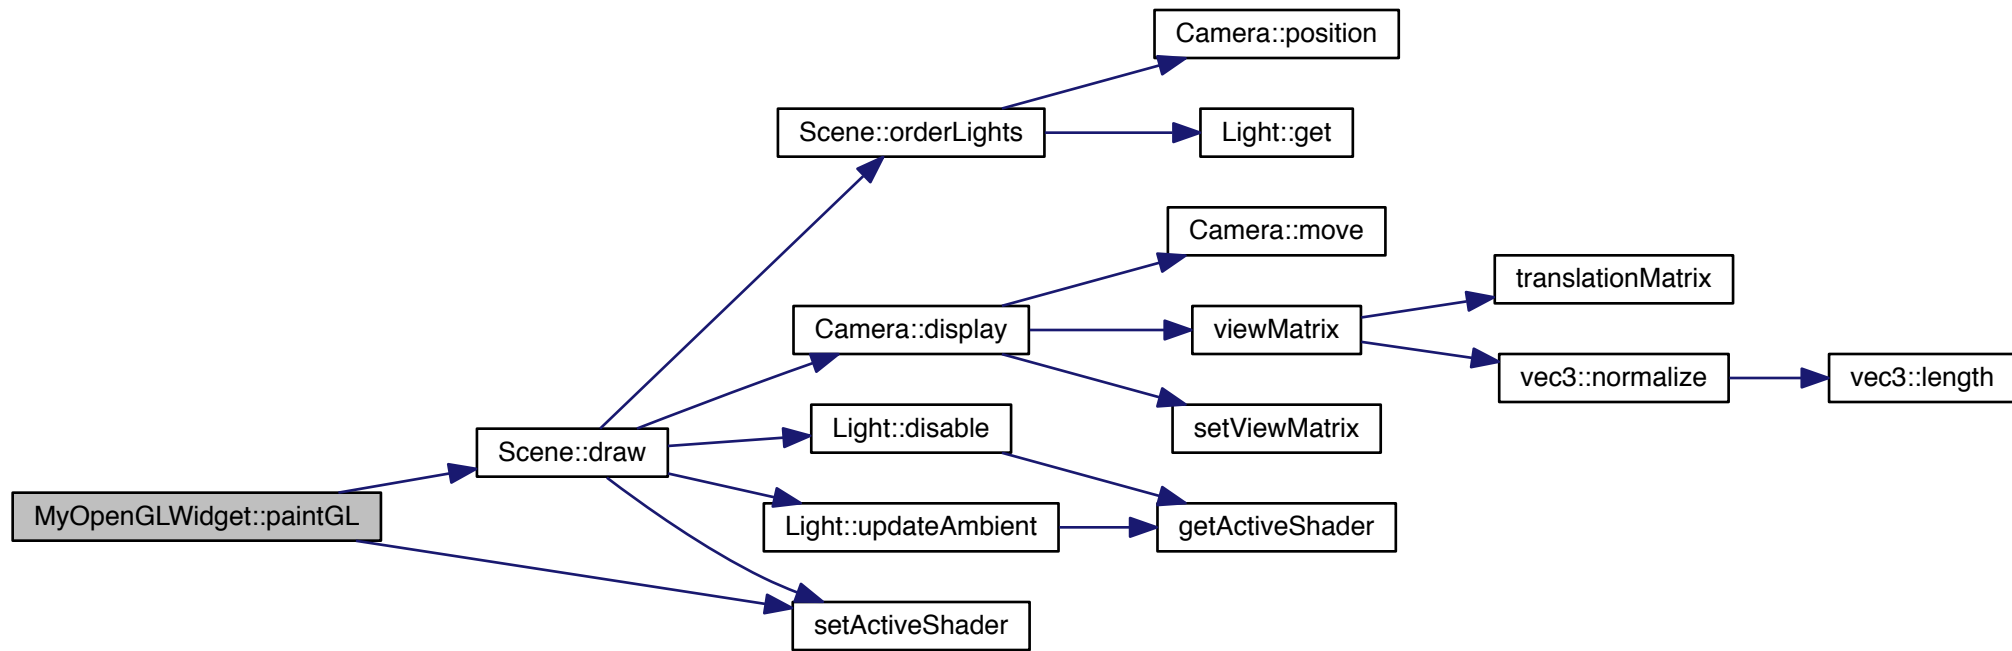 Camera::position
Scene::orderLights
Light::get
Camera::move
translationMatrix
Camera::display
viewMatrix
vec3::normalize
vec3::length
Light::disable
setViewMatrix
Scene::draw
MyOpenGLWidget::paintGL
Light::updateAmbient
getActiveShader
setActiveShader